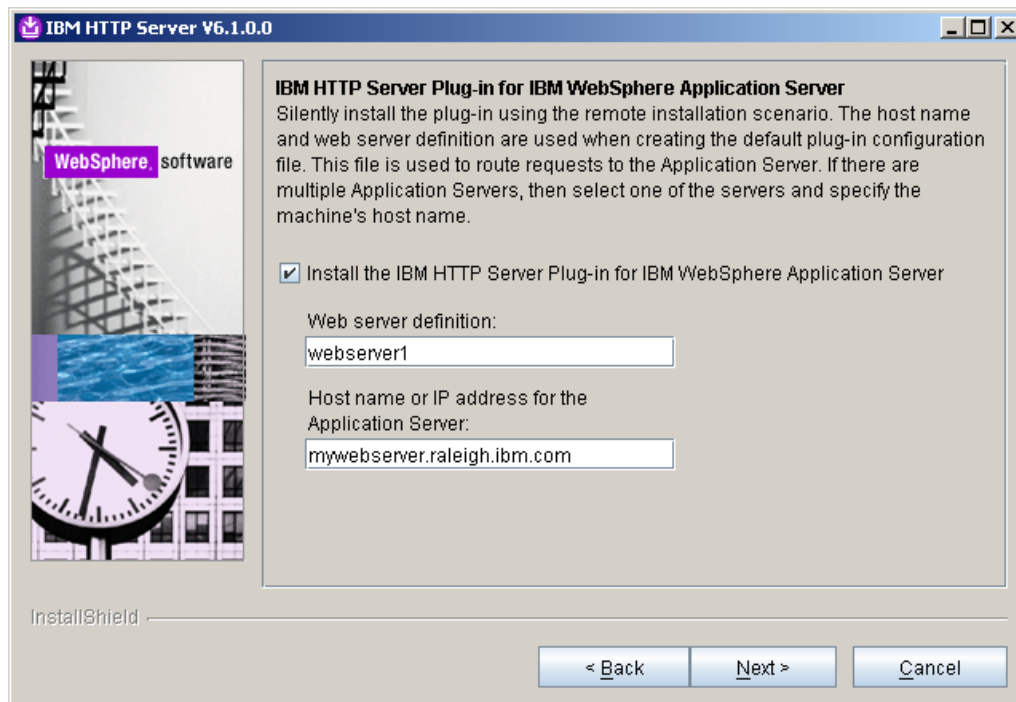 IBM HTTP Server V6.1.0.0
WebSphere. software
IBM HTTP Server Plug-in for IBM WebSphere Application Server
Silently install the plug-in using the remote installation scenario. The host name
and web server definition are used when creating the default plug-in configuration
file. This file is used to route requests to the Application Server. If there are
multiple Application Servers, then select one of the servers and specify the
machine's host name.
Install the IBM HTTP Server Plug-in for IBM WebSphere Application Server
Web server definition:
webserver1
Host name or IP address for the
Application Server:
mywebserver.raleigh.ibm.com
InstallShield
< Back
Next >
Cancel